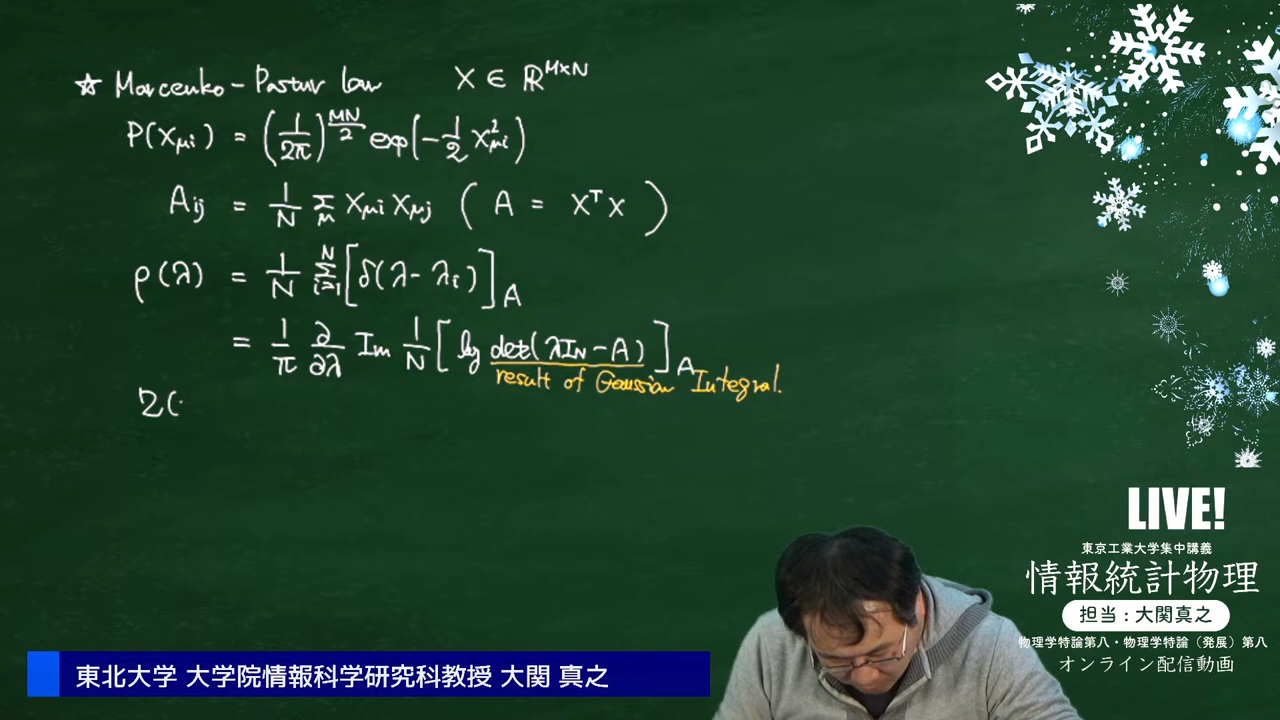 ☆ Marcenko-Pastur law X ∈ ℝ^{M×N}
P(X_{μi}) = (1/2π)^{MN/2} exp(-1/2 X²_{μi})
A_{ij} = 1/N Σ_μ X_{μi} X_{μj} ( A = X^T X )
ρ(λ) = 1/N Σ_{i=1}^N [δ(λ-λ_i)]_A
= 1/π ∂/∂λ Im 1/N [log det(λI_N - A)]_A
result of Gaussian Integral.
Z(
LIVE!
東京工業大学集中講義
情報統計物理
担当:大関真之
物理学特論第八・物理学特論(発展)第八
オンライン配信動画
東北大学 大学院情報科学研究科教授 大関 真之